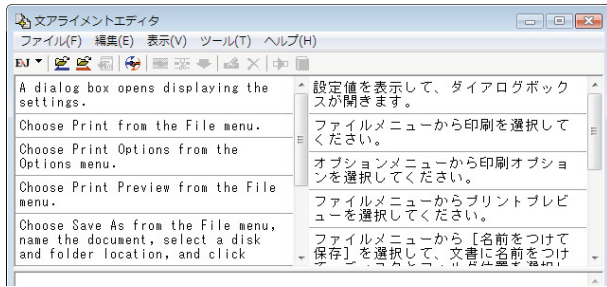 文アライメントエディタ
ファイル(F) 編集(E) 表示(V) ツール(T) ヘルプ(H)
EJ
A dialog box opens displaying the
settings.
Choose Print from the File menu.
Choose Print Options from the
Options menu.
Choose Print Preview from the File
menu.
Choose Save As from the File menu,
name the document, select a disk
and folder location, and click
設定値を表示して、ダイアログボック
スが開きます。
ファイルメニューから印刷を選択して
ください。
オプションメニューから印刷オプショ
ンを選択してください。
ファイルメニューからプリントプレビ
ューを選択してください。
ファイルメニューから［名前をつけて
保存］を選択して、文書に名前をつけ